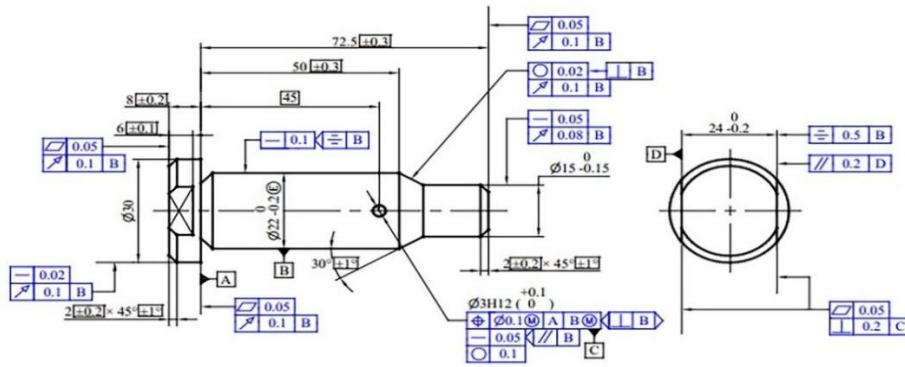 ▱ 0.05
↗ 0.1 B
72.5 ±0.3
50 ±0.3
○ 0.02 ⊥ B
↗ 0.1 B
8 ±0.2
45
6 ±0.1
— 0.05
↗ 0.08 B
0
24 -0.2
⌯ 0.5 B
▱ 0.05
↗ 0.1 B
— 0.1 ⌯ B
D
// 0.2 D
0
Ø15 -0.15
Ø30
0
Ø22 -0.2 Ⓔ
30° ±1°
B
A
— 0.02
↗ 0.1 B
2 ±0.2 × 45° ±1°
2 ±0.2 × 45° ±1°
▱ 0.05
↗ 0.1 B
+0.1
Ø3H12 ( 0 )
⌖ Ø0.1 Ⓜ A B Ⓜ ⊥ B
— 0.05 // B
○ 0.1
C
▱ 0.05
⊥ 0.2 C